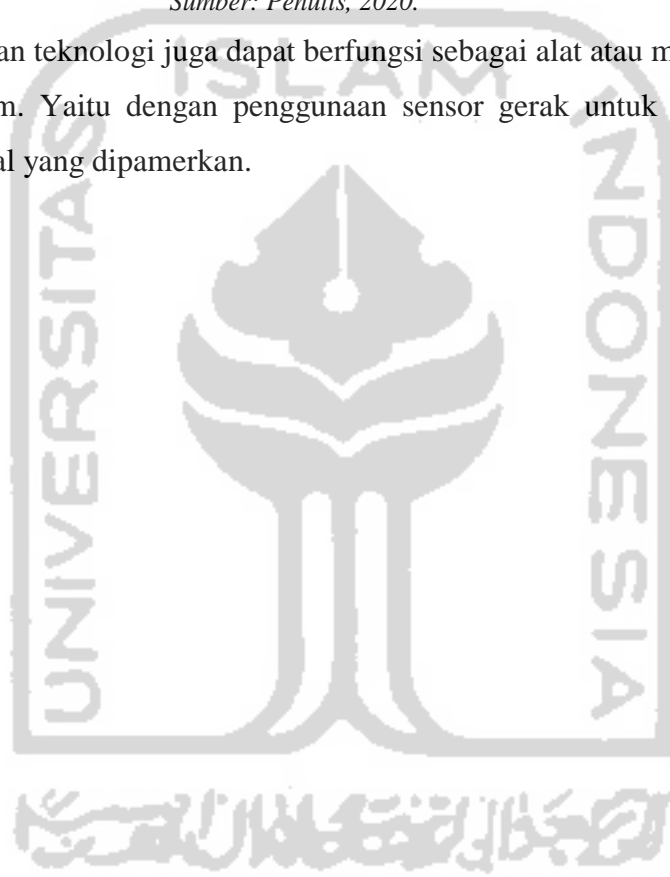 Sumber: Penulis, 2020.
an teknologi juga dapat berfungsi sebagai alat atau m
m. Yaitu dengan penggunaan sensor gerak untuk
al yang dipamerkan.
ISLAM
UNIVERSITAS
INDONESIA